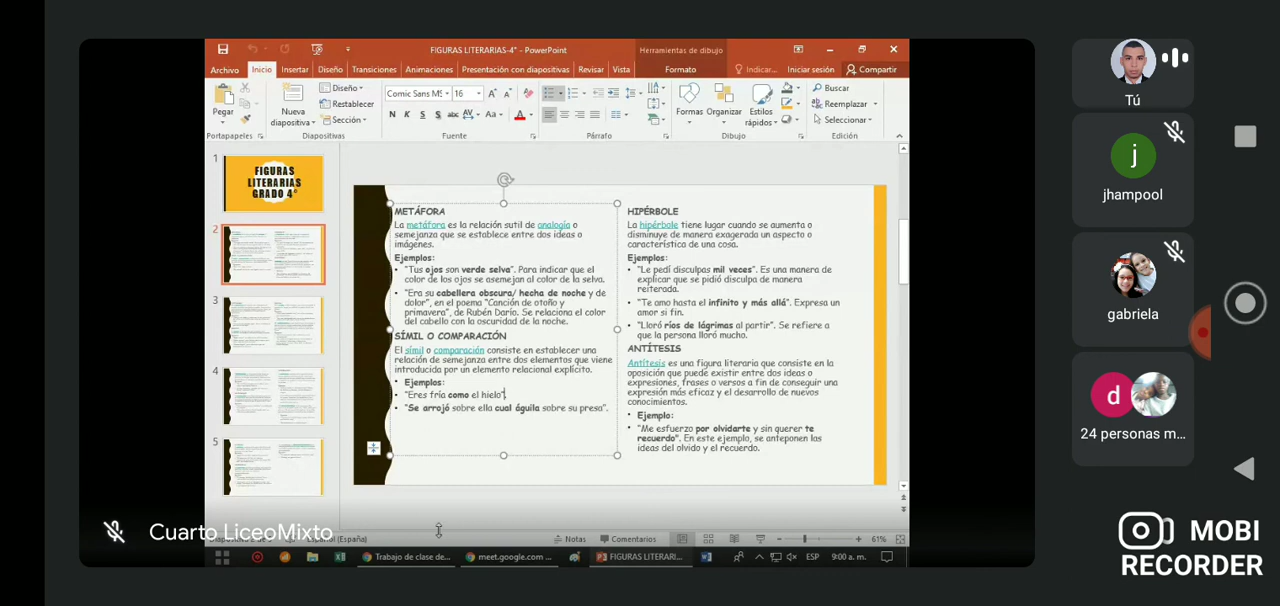 FIGURAS LITERARIAS-4° - PowerPoint
Herramientas de dibujo
Archivo
Inicio
Insertar
Diseño
Transiciones
Animaciones
Presentación con diapositivas
Revisar
Vista
Formato
Indicar...
Iniciar sesión
Compartir
Pegar
Nueva
diapositiva
Diseño
Restablecer
Sección
Comic Sans MS
16
N K S S abc AV Aa A
Formas
Organizar
Estilos
rápidos
Buscar
Reemplazar
Seleccionar
Portapapeles
Diapositivas
Fuente
Párrafo
Dibujo
Edición
1
FIGURAS
LITERARIAS
GRADO 4°
2
3
4
5
METÁFORA
La metáfora es la relación sutil de analogía o
semejanza que se establece entre dos ideas o
imágenes.
Ejemplos:
• "Tus ojos son verde selva". Para indicar que el
color de los ojos se asemejan al color de la selva.
• "Era su cabellera obscura/ hecha de noche y de
dolor", en el poema "Canción de otoño y
primavera", de Rubén Darío. Se relaciona el color
del cabello con la oscuridad de la noche.
SÍMIL O COMPARACIÓN
El símil o comparación consiste en establecer una
relación de semejanza entre dos elementos que viene
introducida por un elemento relacional explícito.
• Ejemplos:
• "Eres fría como el hielo".
• "Se arrojó sobre ella cual águila sobre su presa".
HIPÉRBOLE
La hipérbole tiene lugar cuando se aumenta o
disminuye de manera exagerada un aspecto o
característica de una cosa.
Ejemplos:
• "Le pedí disculpas mil veces". Es una manera de
explicar que se pidió disculpa de manera
reiterada.
• "Te amo hasta el infinito y más allá". Expresa un
amor si fin.
• "Lloró ríos de lágrimas al partir". Se refiere a
que la persona lloró mucho.
ANTÍTESIS
Antítesis es una figura literaria que consiste en la
oposición que puede existir entre dos ideas o
expresiones, frases o versos a fin de conseguir una
expresión más eficaz y el desarrollo de nuevos
conocimientos.
• Ejemplo:
• "Me esfuerzo por olvidarte y sin querer te
recuerdo". En este ejemplo, se anteponen las
ideas del olvido y el recuerdo.
Español (España)
Notas
Comentarios
61%
Trabajo de clase de...
meet.google.com ...
FIGURAS LITERARI...
ESP
9:00 a. m.
Cuarto LiceoMixto
Tú
j
jhampool
gabriela
d
24 personas m...
MOBI
RECORDER